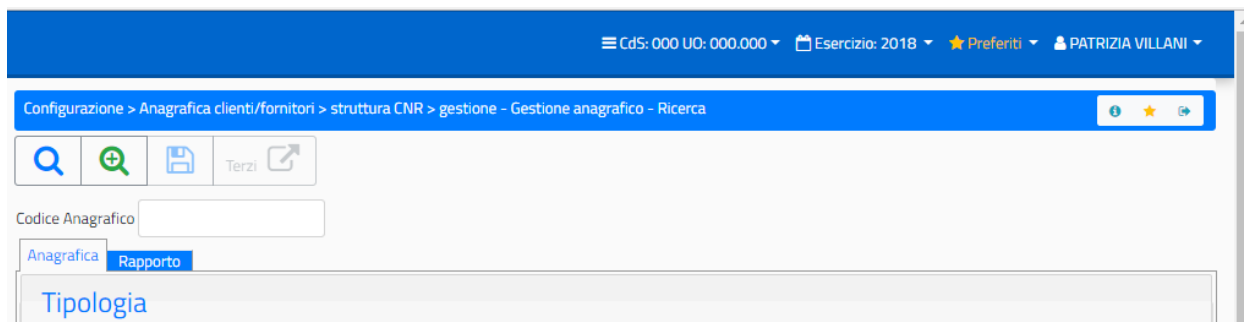 CdS: 000 UO: 000.000 Esercizio: 2018 Preferiti PATRIZIA VILLANI
Configurazione > Anagrafica clienti/fornitori > struttura CNR > gestione - Gestione anagrafico - Ricerca
Terzi
Codice Anagrafico
Anagrafica Rapporto
Tipologia